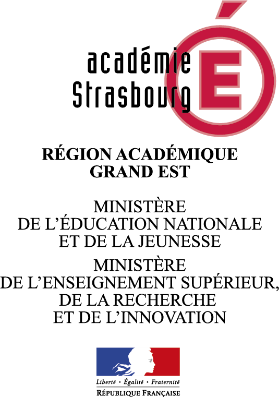 académie
Strasbourg
É
RÉGION ACADÉMIQUE
GRAND EST
MINISTÈRE
DE L'ÉDUCATION NATIONALE
ET DE LA JEUNESSE
MINISTÈRE
DE L'ENSEIGNEMENT SUPÉRIEUR,
DE LA RECHERCHE
ET DE L'INNOVATION
Liberté • Égalité • Fraternité
RÉPUBLIQUE FRANÇAISE